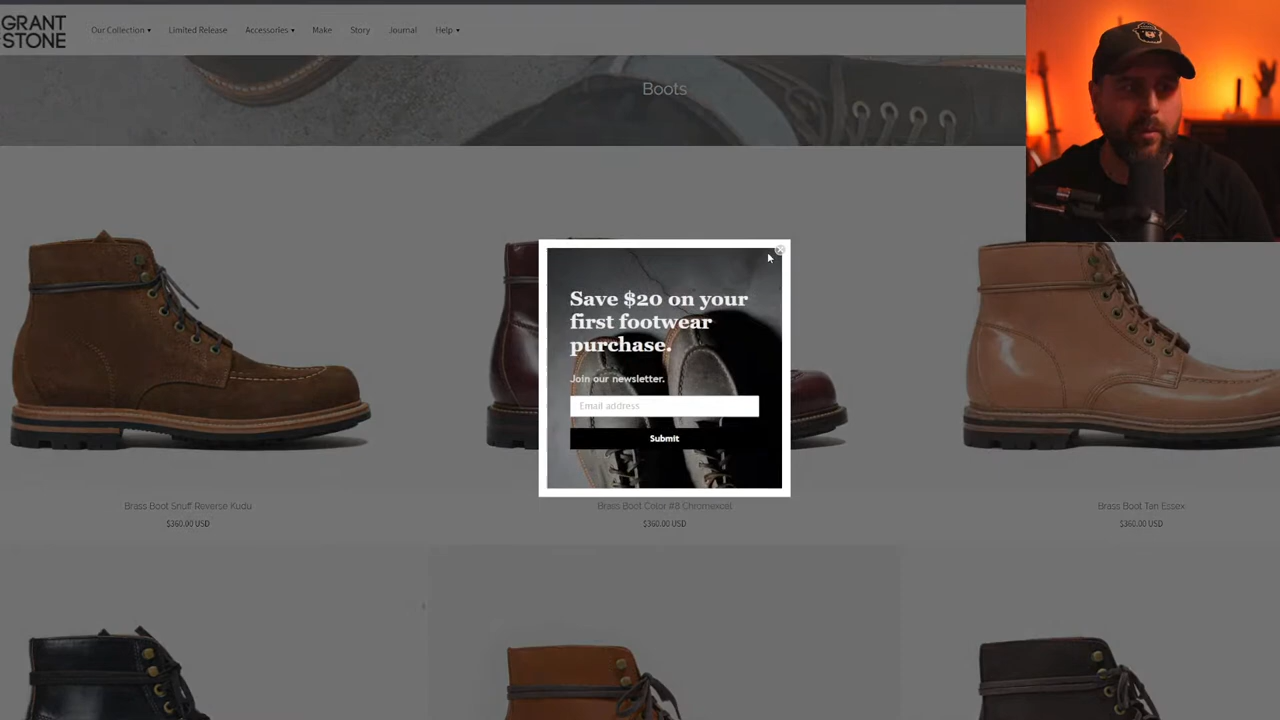 GRANT
STONE
Our Collection ▾
Limited Release
Accessories ▾
Make
Story
Journal
Help ▾
Boots
Save $20 on your
first footwear
purchase.
Join our newsletter.
Email address
Submit
Brass Boot Snuff Reverse Kudu
$360.00 USD
Brass Boot Color #8 Chromexcel
$360.00 USD
Brass Boot Tan Essex
$360.00 USD